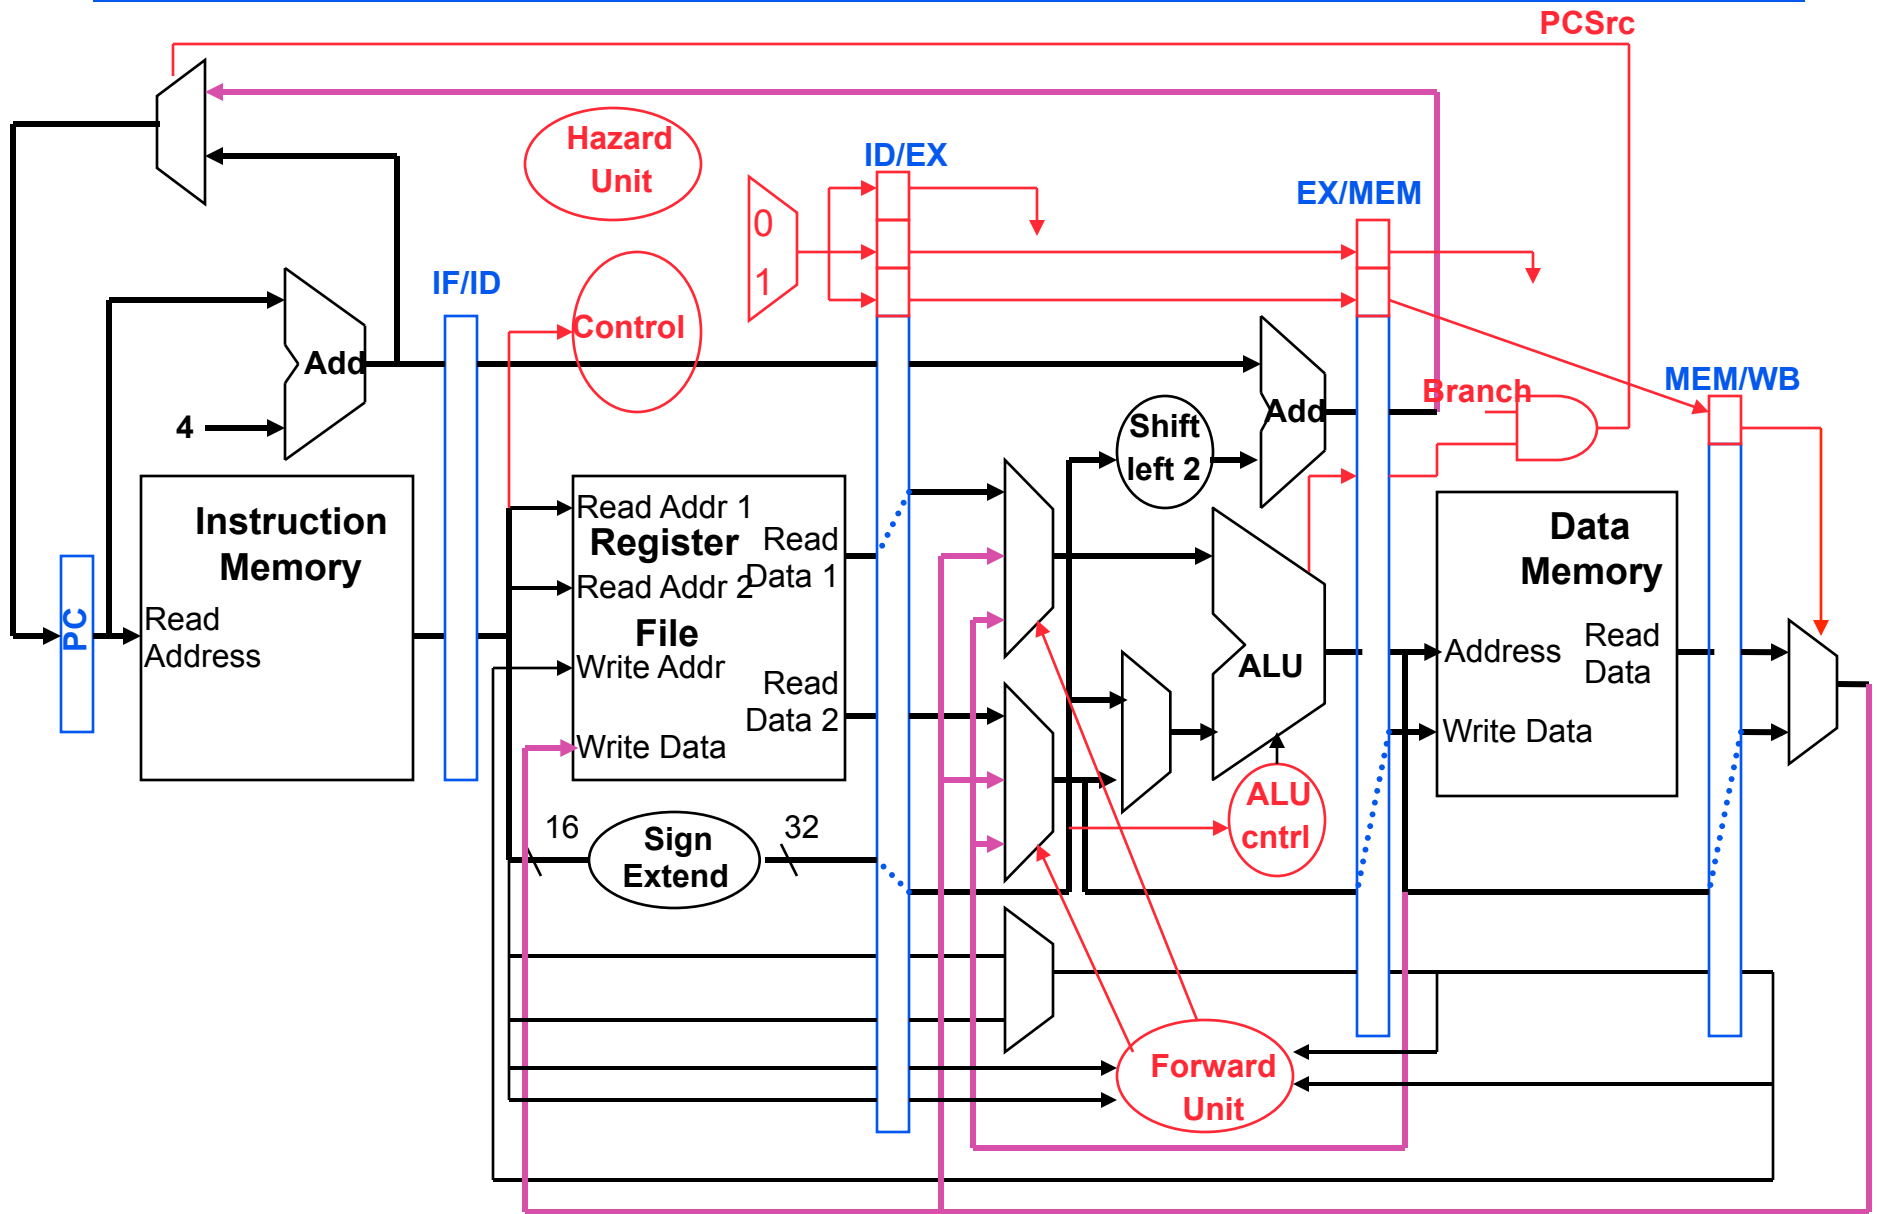 PCSrc
Hazard
Unit
ID/EX
EX/MEM
0
1
IF/ID
Control
Add
4
Branch
MEM/WB
Shift
left 2
Add
Instruction
Memory
Read
Address
PC
Read Addr 1
Register
Read
Data 1
Read Addr 2
File
Write Addr
Read
Data 2
Write Data
ALU
Data
Memory
Address
Read
Data
Write Data
ALU
cntrl
16
Sign
Extend
32
Forward
Unit